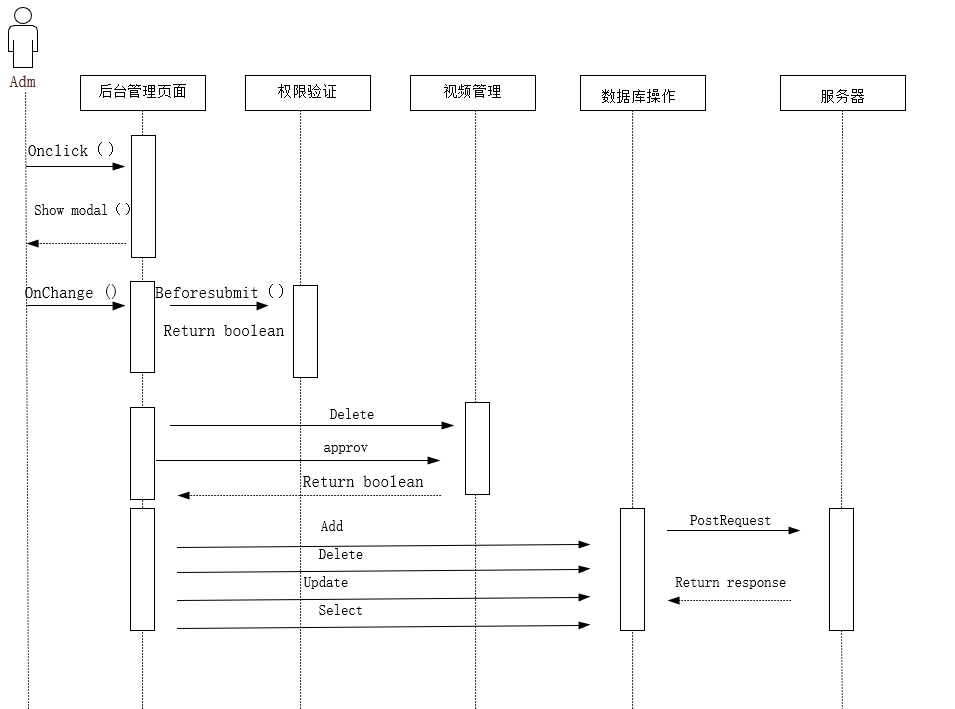 Adm
后台管理页面
权限验证
视频管理
数据库操作
服务器
Onclick（）
Show modal（）
OnChange （）
Beforesubmit（）
Return boolean
Delete
approv
Return boolean
Add
PostRequest
Delete
Update
Return response
Select